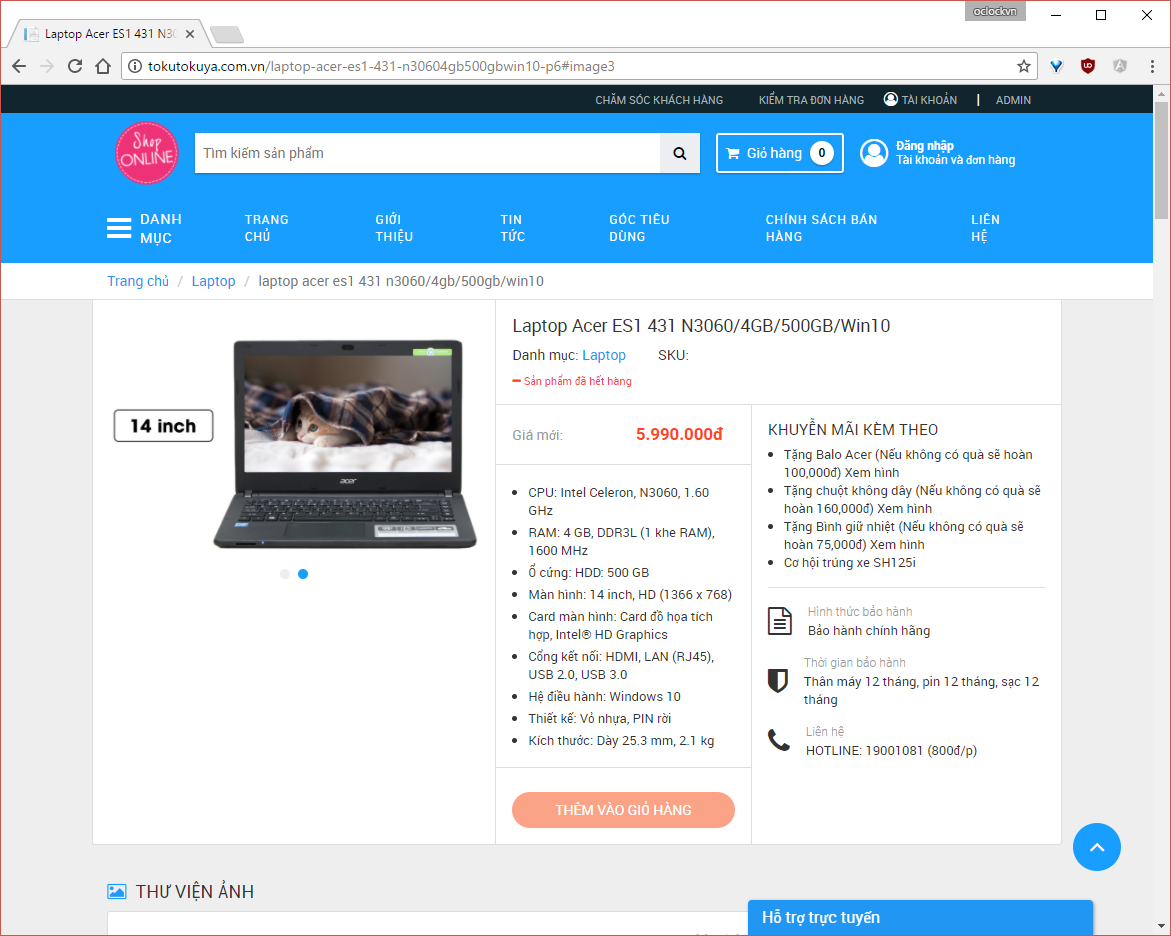 oclockvn
Laptop Acer ES1 431 N30
tokutokuya.com.vn/laptop-acer-es1-431-n30604gb500gbwin10-p6#image3
CHĂM SÓC KHÁCH HÀNG KIỂM TRA ĐƠN HÀNG TÀI KHOẢN | ADMIN
Shop
ONLINE
Tìm kiếm sản phẩm
Giỏ hàng 0
Đăng nhập
Tài khoản và đơn hàng
DANH
MỤC
TRANG
CHỦ
GIỚI
THIỆU
TIN
TỨC
GÓC TIÊU
DÙNG
CHÍNH SÁCH BÁN
HÀNG
LIÊN
HỆ
Trang chủ / Laptop / laptop acer es1 431 n3060/4gb/500gb/win10
14 inch
acer
Laptop Acer ES1 431 N3060/4GB/500GB/Win10
Danh mục: Laptop SKU:
Sản phẩm đã hết hàng
Giá mới: 5.990.000đ
CPU: Intel Celeron, N3060, 1.60
GHz
RAM: 4 GB, DDR3L (1 khe RAM),
1600 MHz
Ổ cứng: HDD: 500 GB
Màn hình: 14 inch, HD (1366 x 768)
Card màn hình: Card đồ họa tích
hợp, Intel® HD Graphics
Cổng kết nối: HDMI, LAN (RJ45),
USB 2.0, USB 3.0
Hệ điều hành: Windows 10
Thiết kế: Vỏ nhựa, PIN rời
Kích thước: Dày 25.3 mm, 2.1 kg
THÊM VÀO GIỎ HÀNG
KHUYẾN MÃI KÈM THEO
Tặng Balo Acer (Nếu không có quà sẽ hoàn
100,000đ) Xem hình
Tặng chuột không dây (Nếu không có quà sẽ
hoàn 160,000đ) Xem hình
Tặng Bình giữ nhiệt (Nếu không có quà sẽ
hoàn 75,000đ) Xem hình
Cơ hội trúng xe SH125i
Hình thức bảo hành
Bảo hành chính hãng
Thời gian bảo hành
Thân máy 12 tháng, pin 12 tháng, sạc 12
tháng
Liên hệ
HOTLINE: 19001081 (800đ/p)
THƯ VIỆN ẢNH
Hỗ trợ trực tuyến